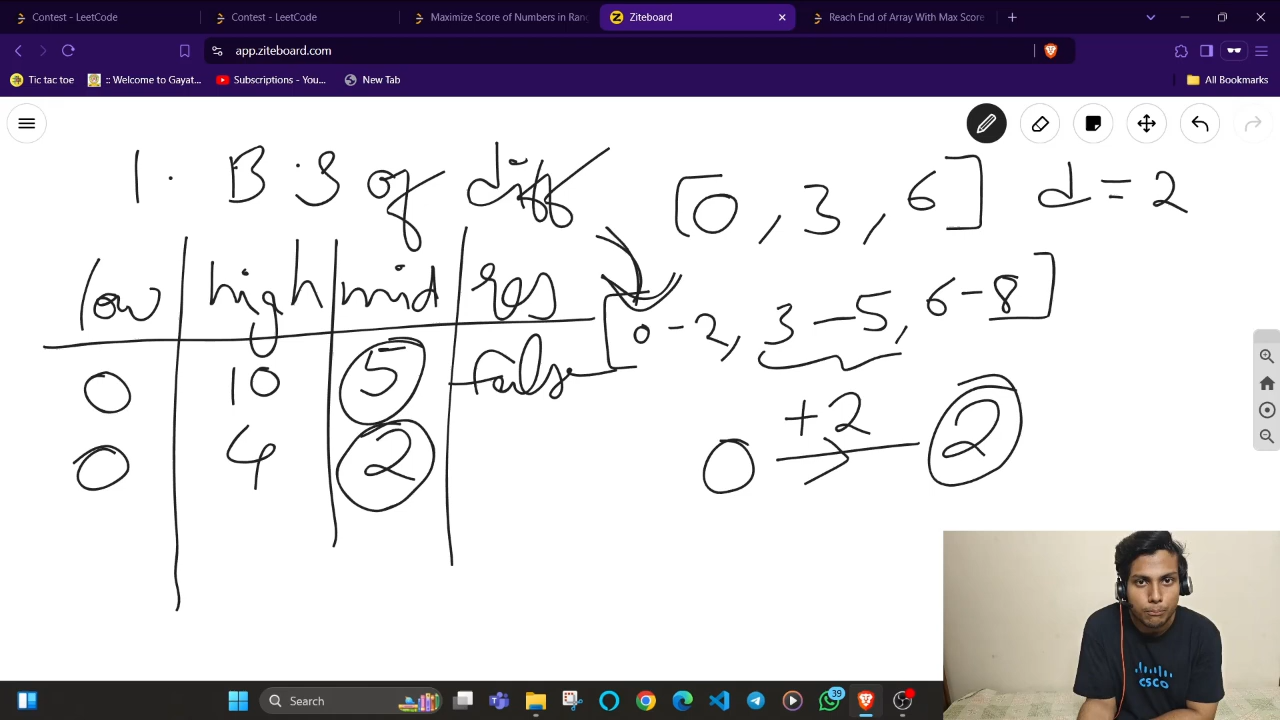 Contest - LeetCode
Contest - LeetCode
Maximize Score of Numbers in Ran
Ziteboard
Reach End of Array With Max Score
app.ziteboard.com
Tic tac toe
:: Welcome to Gayat...
Subscriptions - You...
New Tab
All Bookmarks
1. B S of diff
[0, 3, 6] d = 2
low high mid res
[0-2, 3-5, 6-8]
0 10 5 false
0 4 2
0 +2 2
CISCO
Search
39